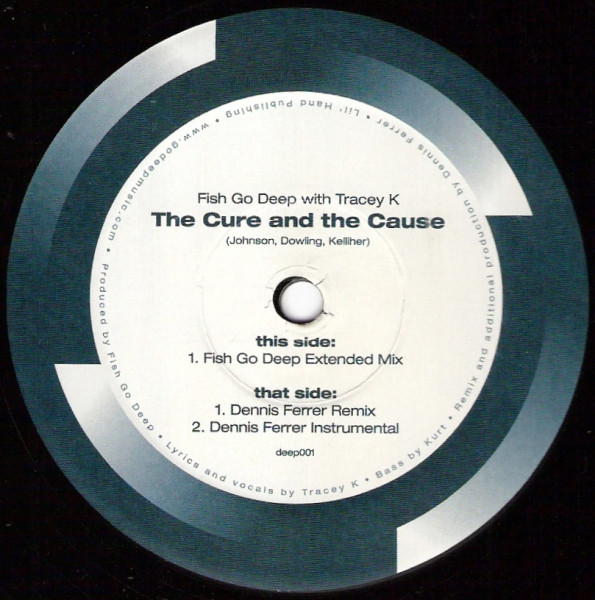 Fish Go Deep with Tracey K
The Cure and the Cause
(Johnson, Dowling, Kelliher)
this side:
1. Fish Go Deep Extended Mix
that side:
1. Dennis Ferrer Remix
2. Dennis Ferrer Instrumental
deep001
Produced by Fish Go Deep • Lyrics and vocals by Tracey K • Bass by Kurt • Remix and additional production by Dennis Ferrer • Lil' Hand Publishing • www.godeepmusic.com •